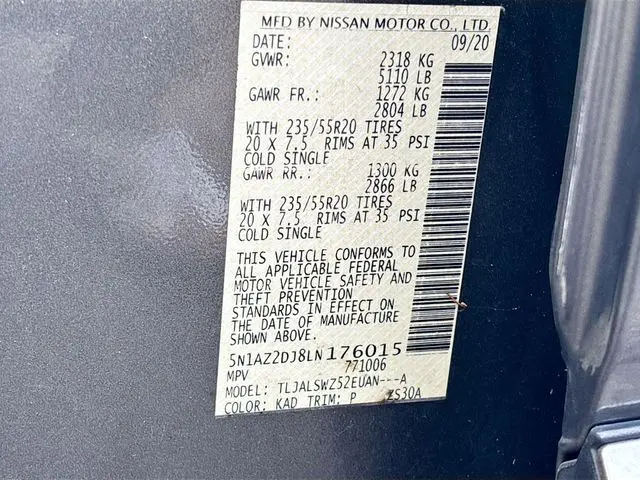 MFD BY NISSAN MOTOR CO., LTD.
DATE: 09/20
GVWR: 2318 KG
5110 LB
GAWR FR.: 1272 KG
2804 LB
WITH 235/55R20 TIRES
20 X 7.5 RIMS AT 35 PSI
COLD SINGLE
GAWR RR.: 1300 KG
2866 LB
WITH 235/55R20 TIRES
20 X 7.5 RIMS AT 35 PSI
COLD SINGLE
THIS VEHICLE CONFORMS TO
ALL APPLICABLE FEDERAL
MOTOR VEHICLE SAFETY AND
THEFT PREVENTION
STANDARDS IN EFFECT ON
THE DATE OF MANUFACTURE
SHOWN ABOVE.
5N1AZ2DJ8LN176015
MPV 771006
MODEL: TLJALSWZ52EUAN---A
COLOR: KAD TRIM: P ZS30A